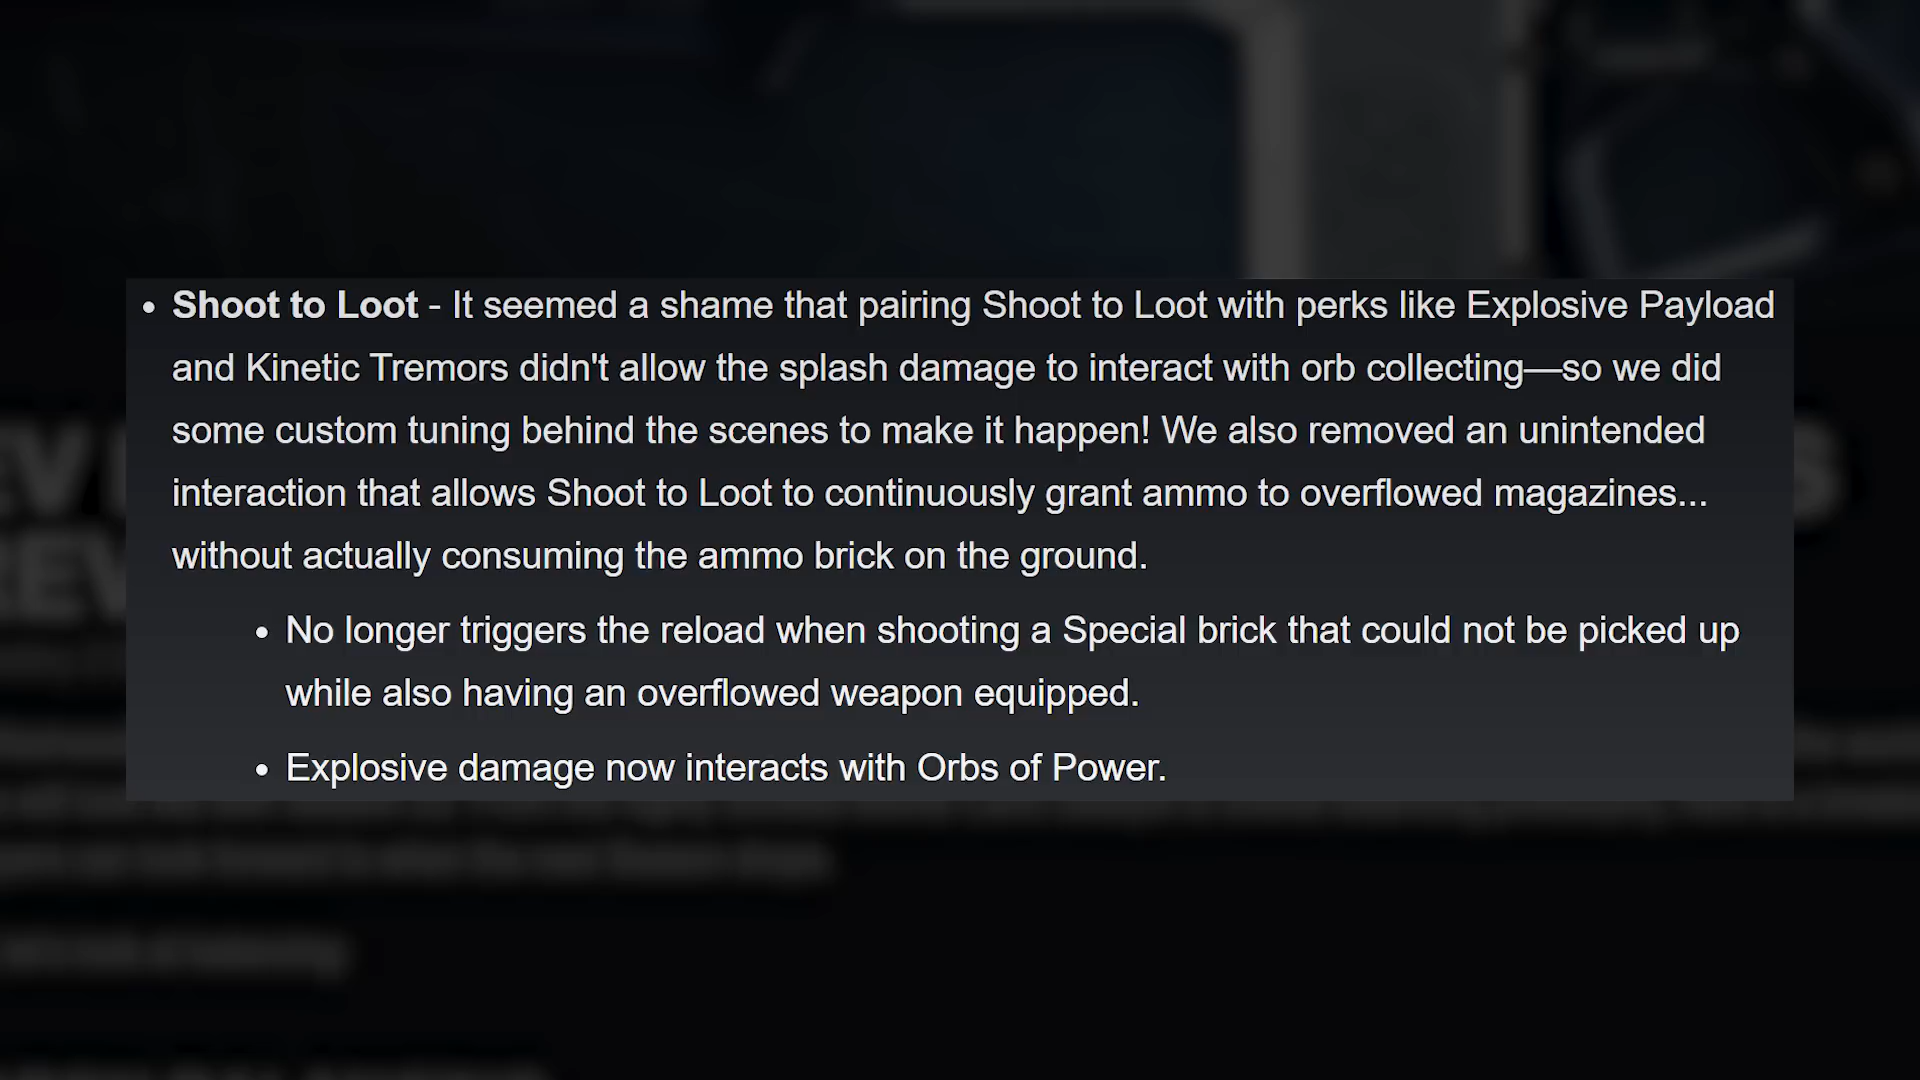 • Shoot to Loot - It seemed a shame that pairing Shoot to Loot with perks like Explosive Payload
and Kinetic Tremors didn't allow the splash damage to interact with orb collecting—so we did
some custom tuning behind the scenes to make it happen! We also removed an unintended
interaction that allows Shoot to Loot to continuously grant ammo to overflowed magazines...
without actually consuming the ammo brick on the ground.
• No longer triggers the reload when shooting a Special brick that could not be picked up
while also having an overflowed weapon equipped.
• Explosive damage now interacts with Orbs of Power.